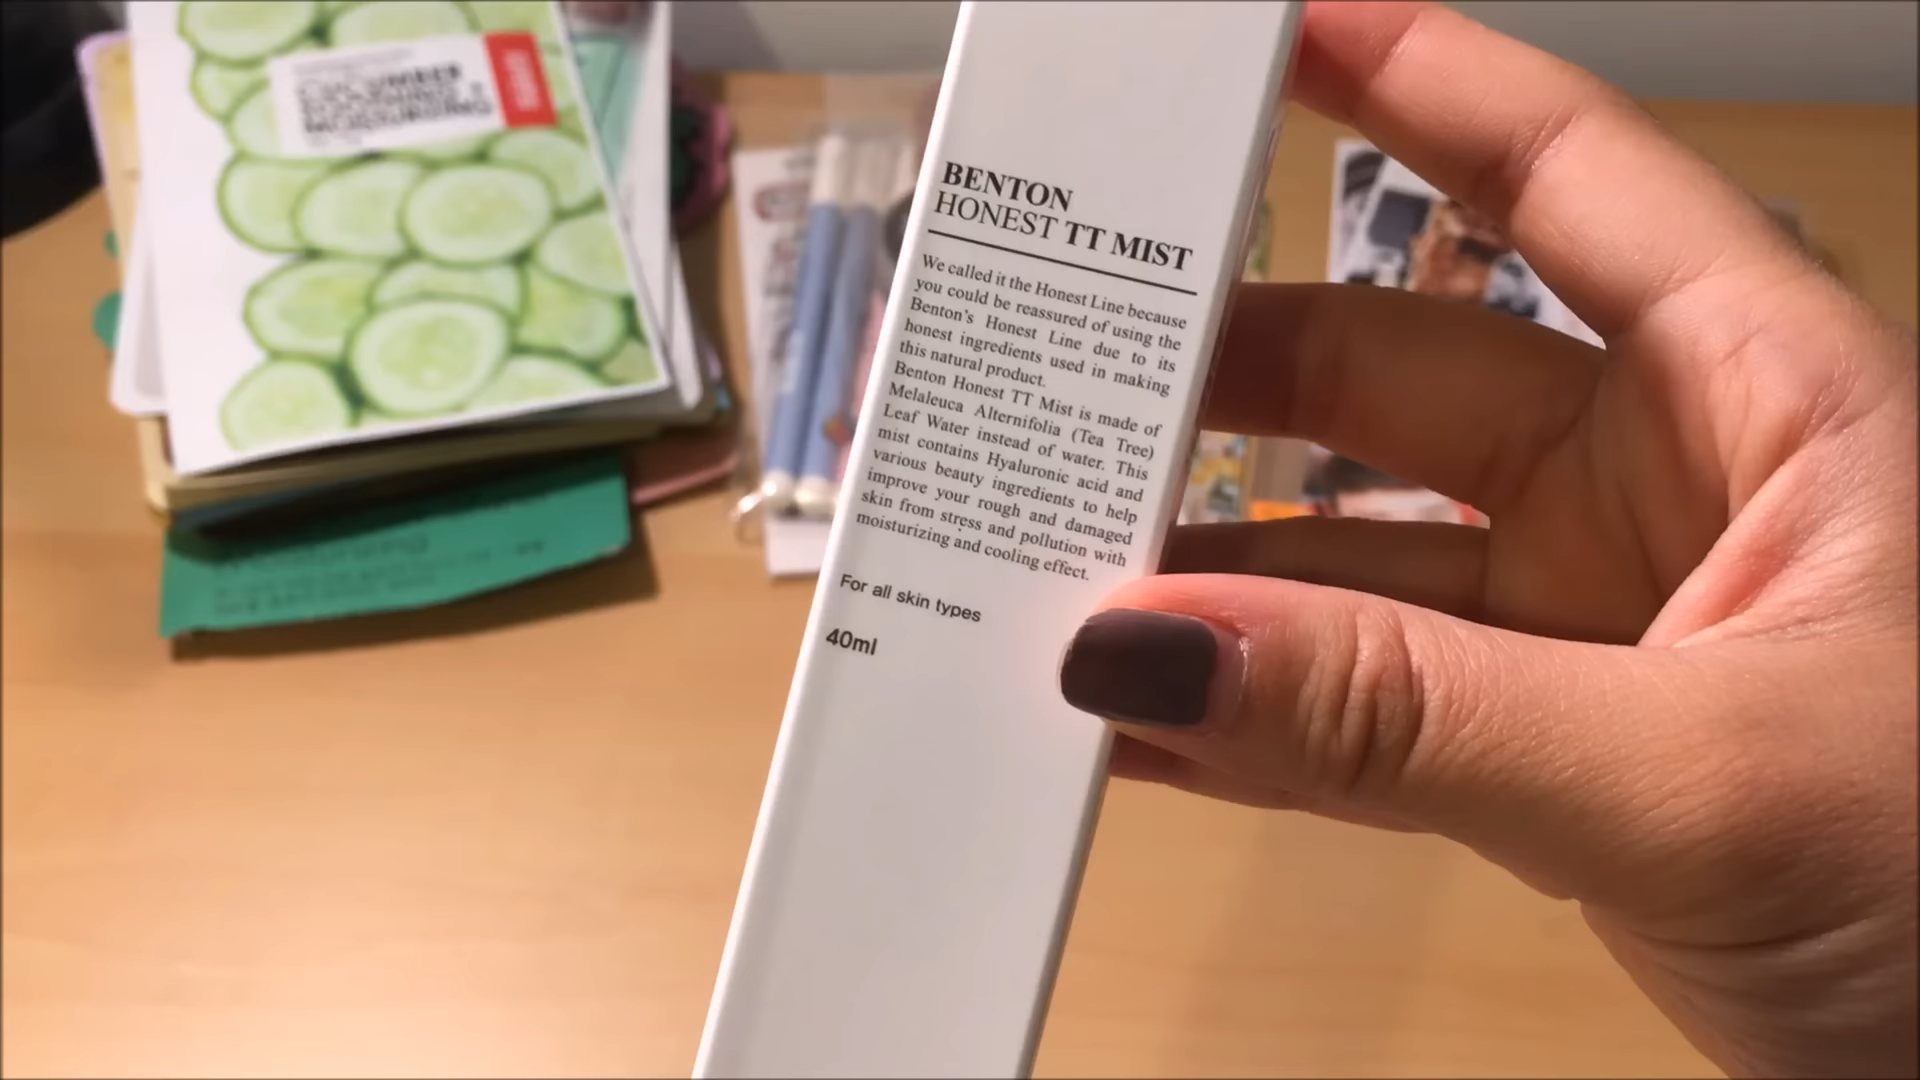 CUCUMBER
BENTON
HONEST TT MIST
We called it the Honest Line because
you could be reassured of using the
Benton's Honest Line due to its
honest ingredients used in making
this natural product.
Benton Honest TT Mist is made of
Melaleuca Alternifolia (Tea Tree)
Leaf Water instead of water. This
mist contains Hyaluronic acid and
various beauty ingredients to help
improve your rough and damaged
skin from stress and pollution with
moisturizing and cooling effect.
For all skin types
40ml